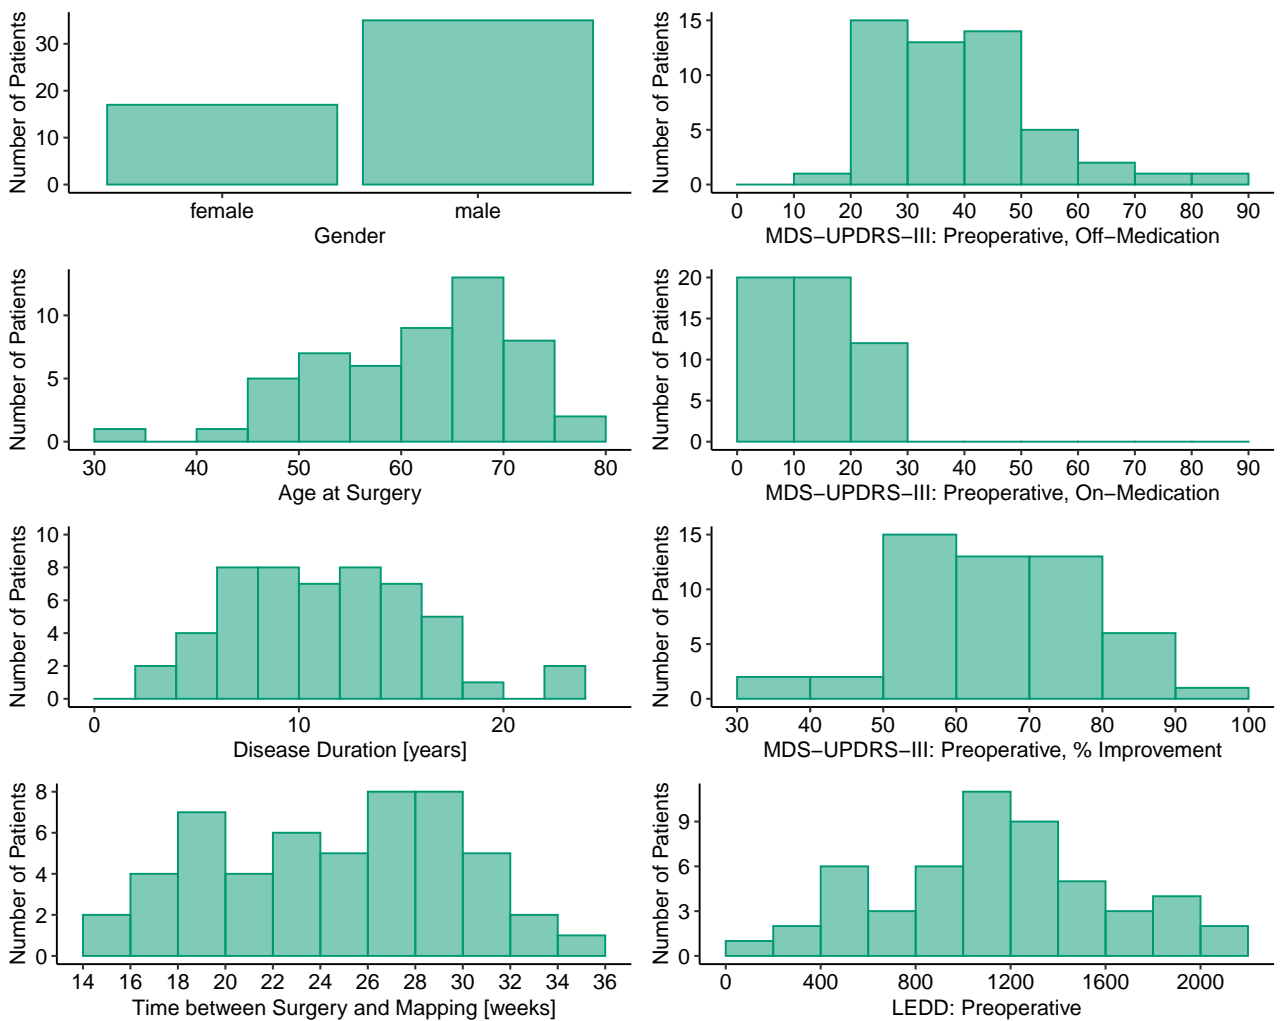 Number of Patients
30
20
10
0
female male
Gender
Number of Patients
15
10
5
0
0 10 20 30 40 50 60 70 80 90
MDS−UPDRS−III: Preoperative, Off−Medication
Number of Patients
10
5
0
30 40 50 60 70 80
Age at Surgery
Number of Patients
20
15
10
5
0
0 10 20 30 40 50 60 70 80 90
MDS−UPDRS−III: Preoperative, On−Medication
Number of Patients
10
8
6
4
2
0
0 10 20
Disease Duration [years]
Number of Patients
15
10
5
0
30 40 50 60 70 80 90 100
MDS−UPDRS−III: Preoperative, % Improvement
Number of Patients
8
6
4
2
0
14 16 18 20 22 24 26 28 30 32 34 36
Time between Surgery and Mapping [weeks]
Number of Patients
9
6
3
0
0 400 800 1200 1600 2000
LEDD: Preoperative